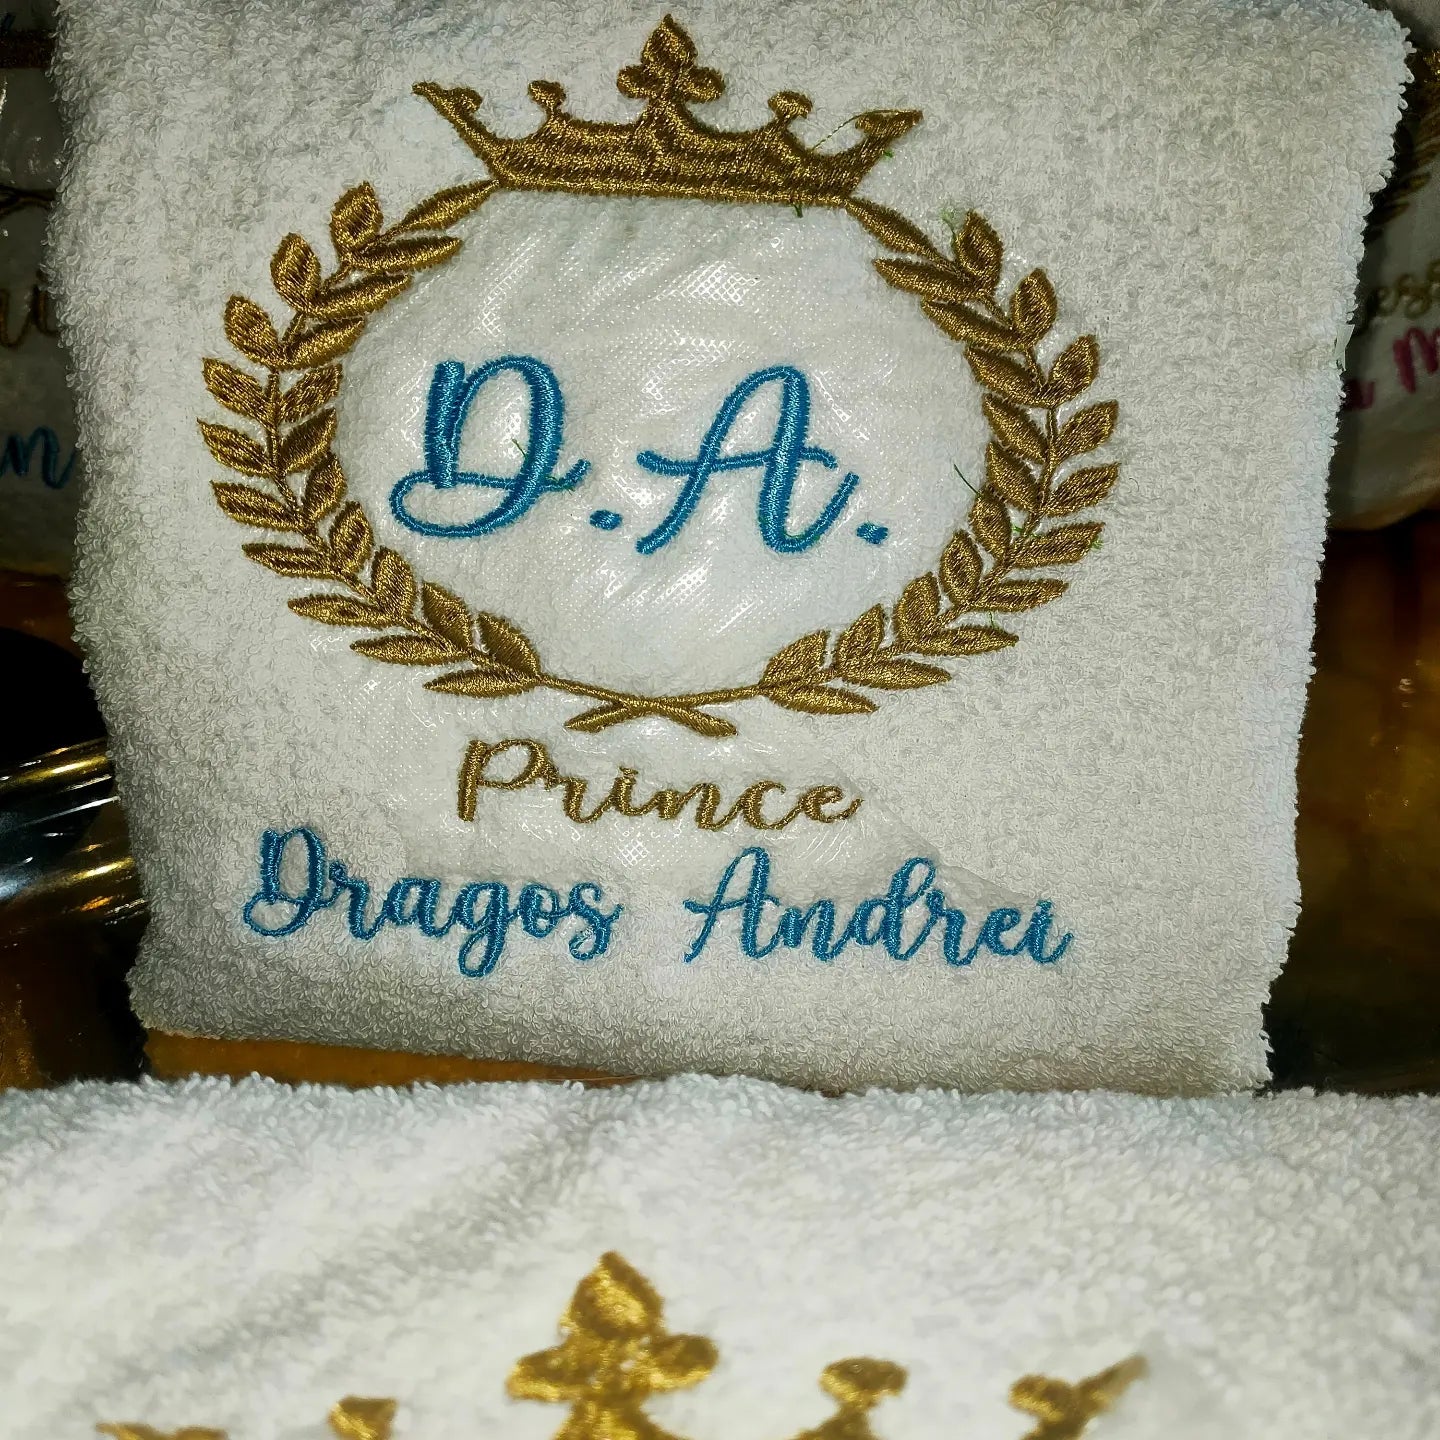 D.A.
Prince
Dragos Andrei